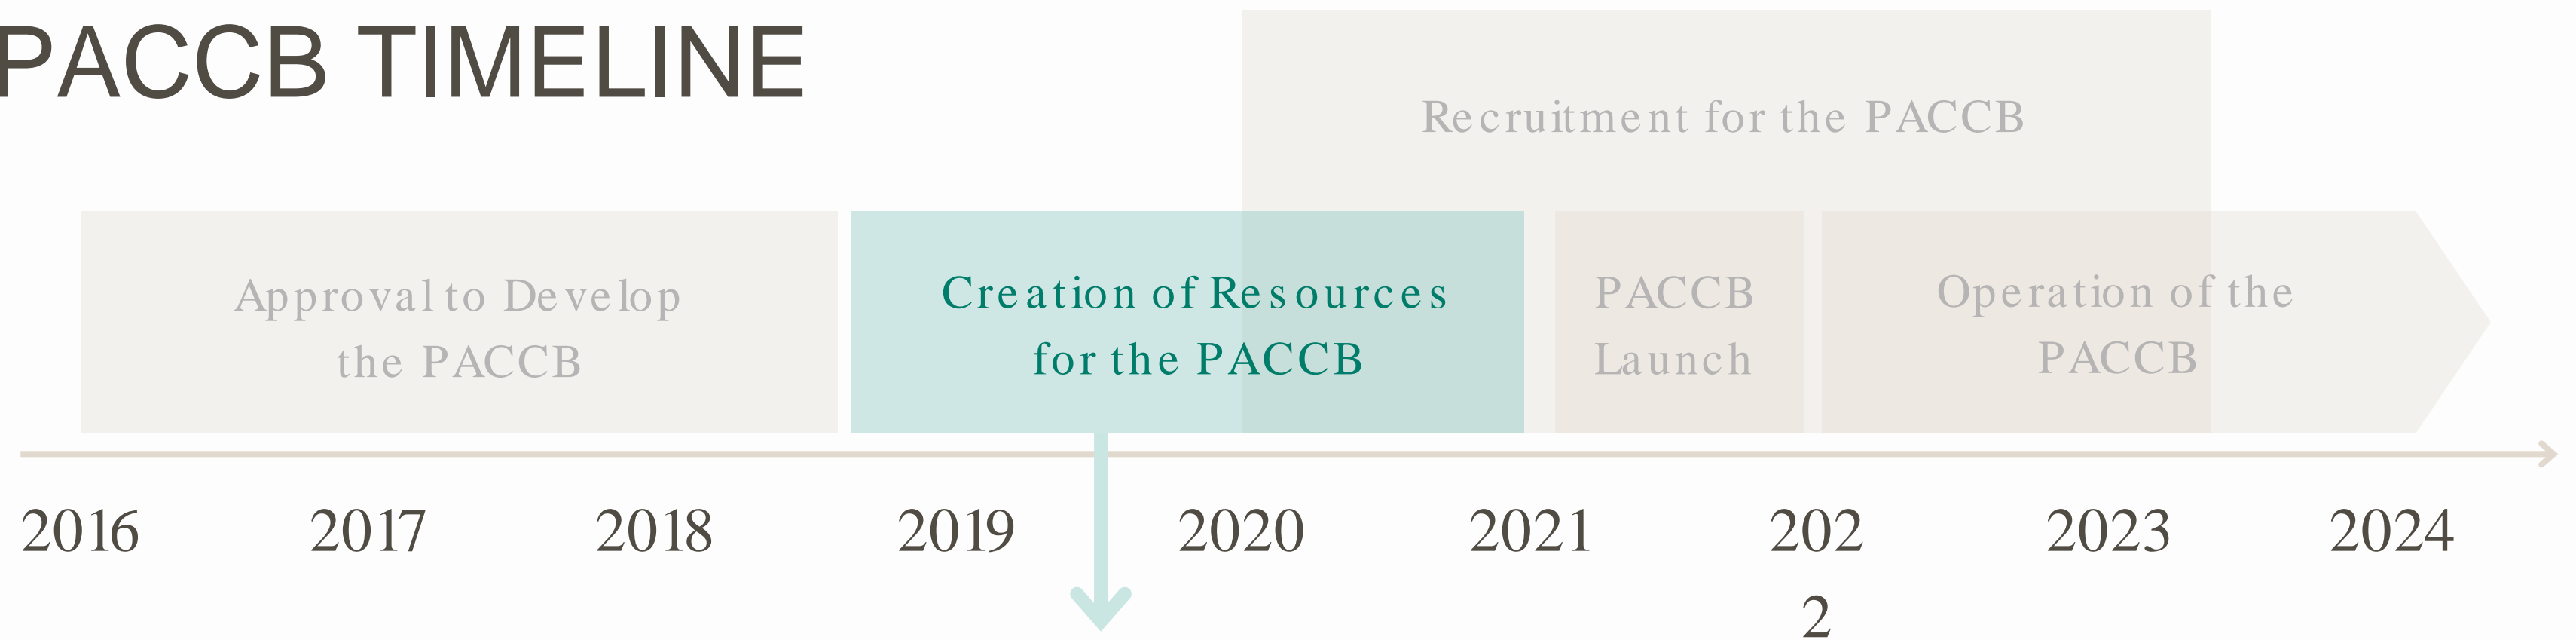 PACCB TIMELINE
Recruitment for the PACCB
Approval to Develop
the PACCB
Creation of Resources
for the PACCB
PACCB
Launch
Operation of the
PACCB
2016 2017 2018 2019 2020 2021 202 2023 2024
2